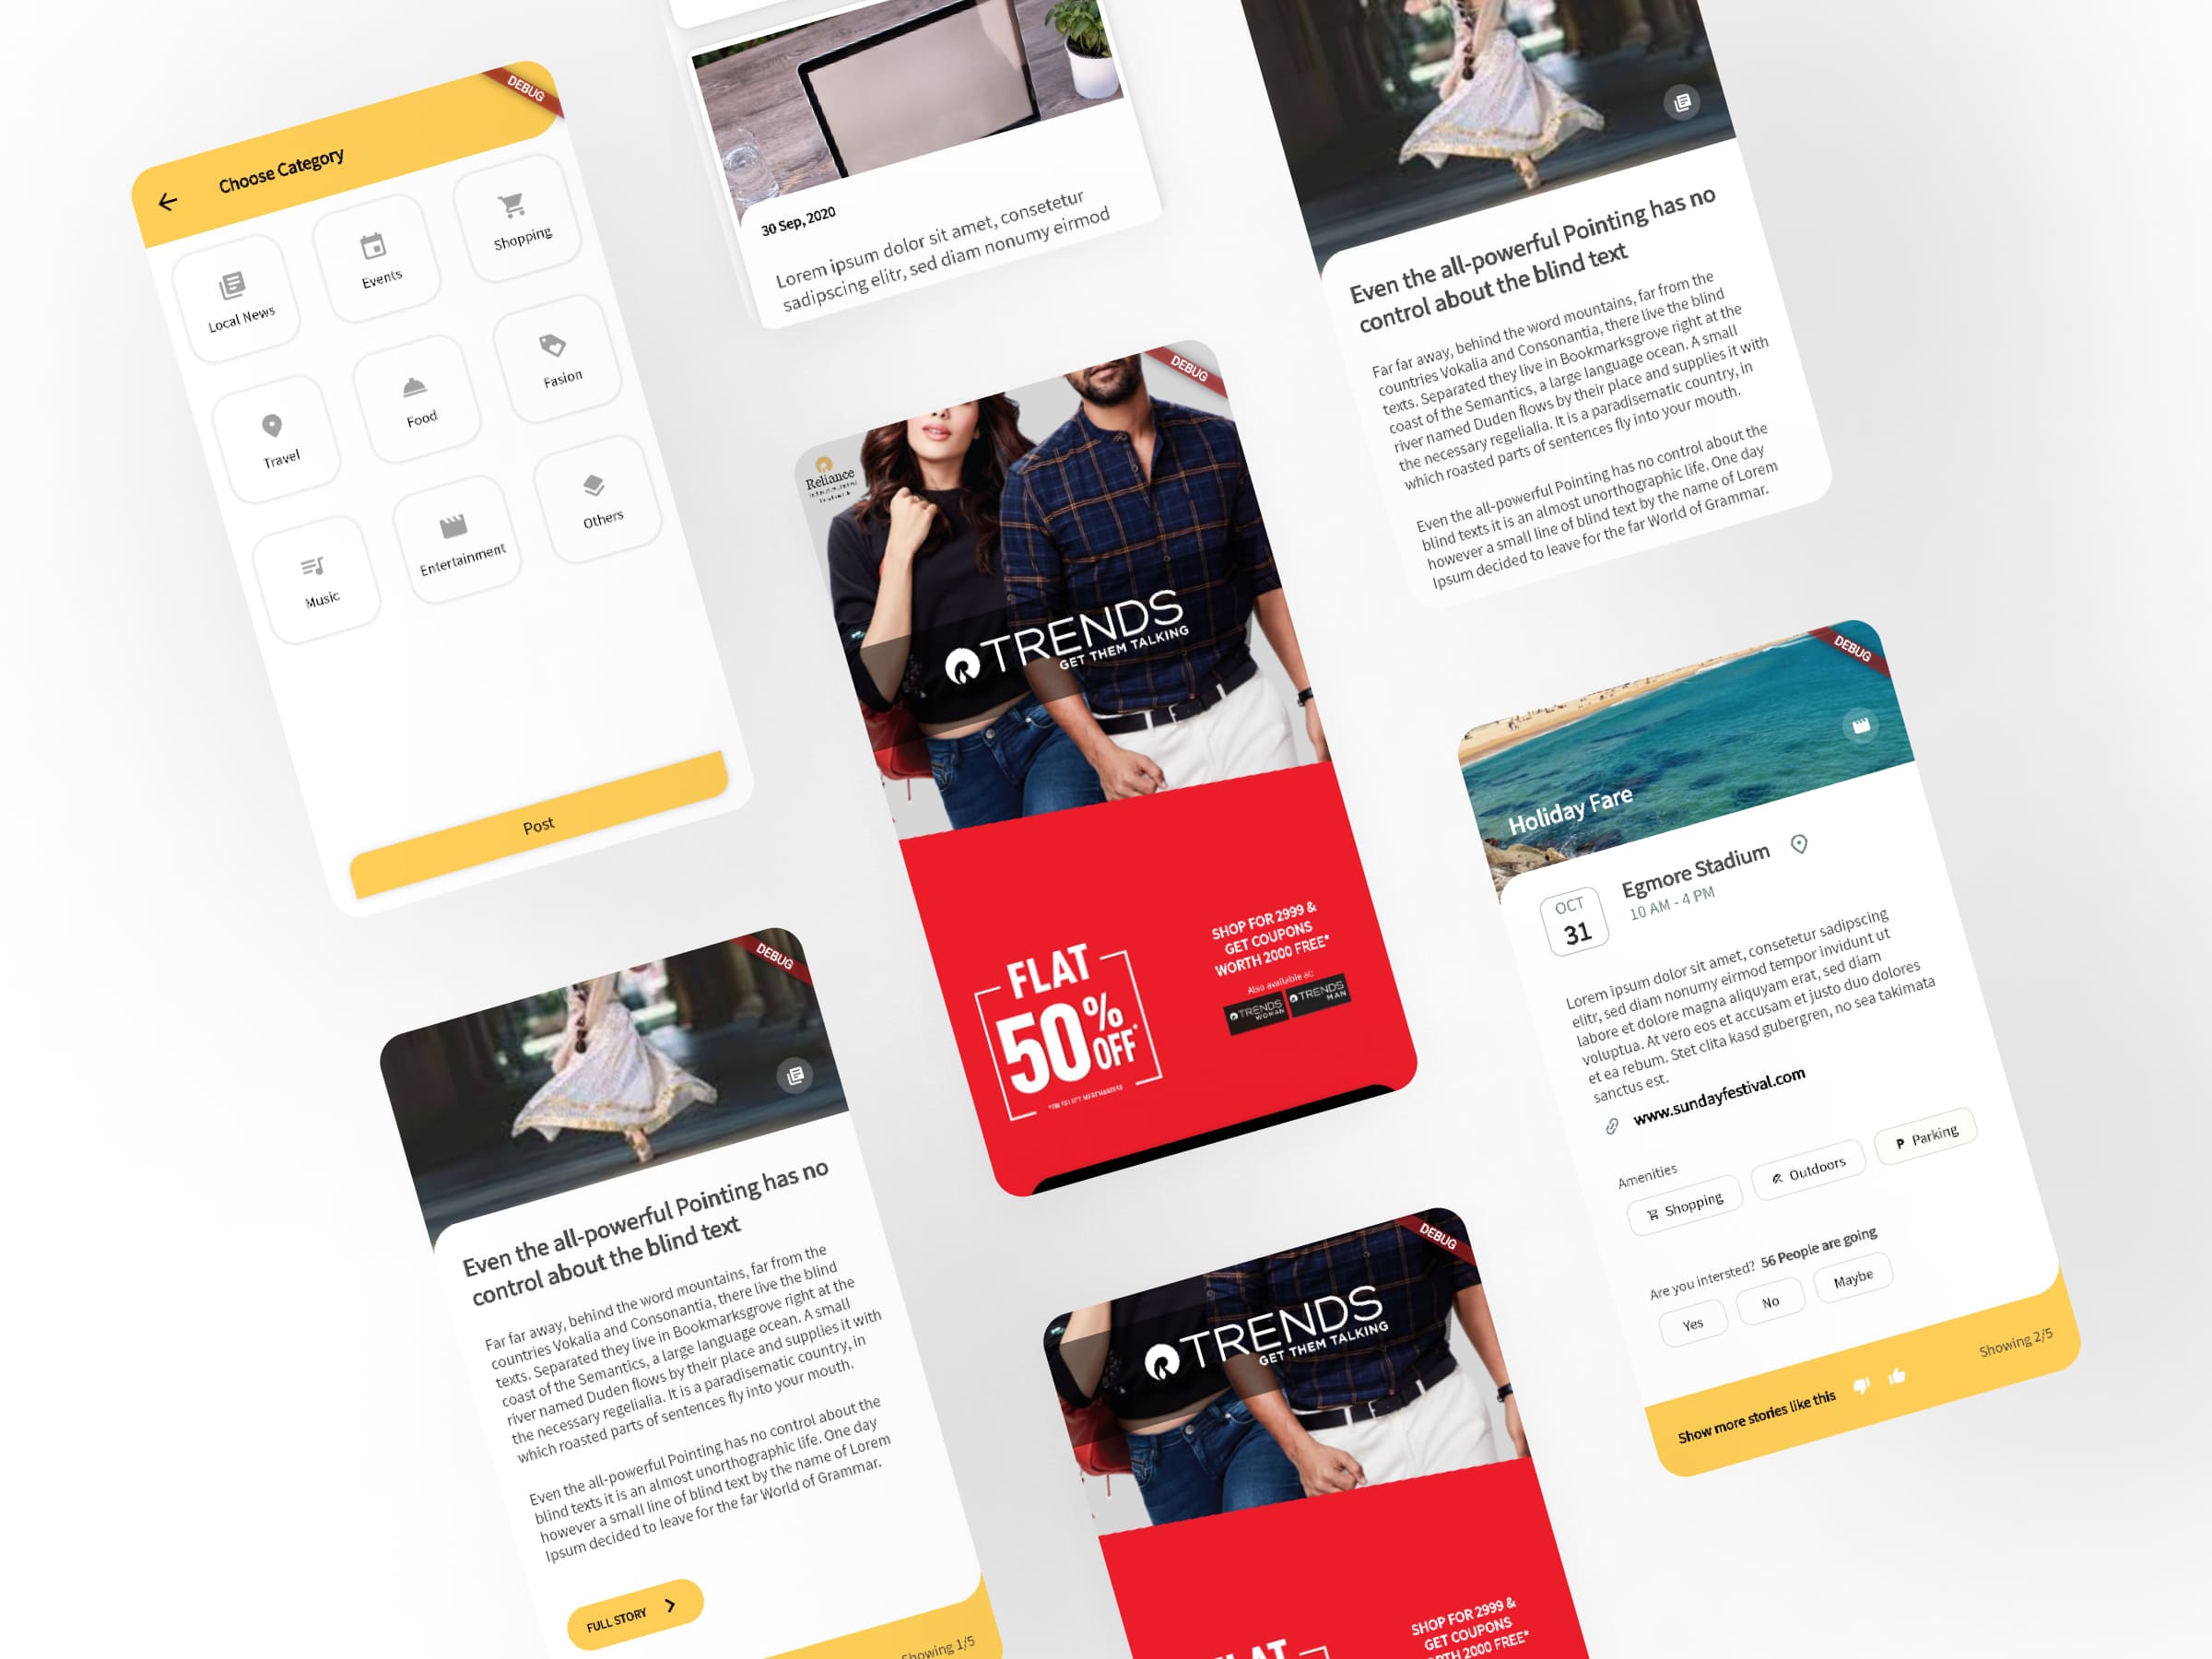 DEBUG
Choose Category
Local News
Events
Shopping
Travel
Food
Fasion
Music
Entertainment
Others
Post
30 Sep, 2020
Lorem ipsum dolor sit amet, consetetur
sadipscing elitr, sed diam nonumy eirmod
Even the all-powerful Pointing has no
control about the blind text
Far far away, behind the word mountains, far from the
countries Vokalia and Consonantia, there live the blind
texts. Separated they live in Bookmarksgrove right at the
coast of the Semantics, a large language ocean. A small
river named Duden flows by their place and supplies it with
the necessary regelialia. It is a paradisematic country, in
which roasted parts of sentences fly into your mouth.
Even the all-powerful Pointing has no control about the
blind texts it is an almost unorthographic life. One day
however a small line of blind text by the name of Lorem
Ipsum decided to leave for the far World of Grammar.
DEBUG
Reliance
TRENDS
GET THEM TALKING
FLAT
50% OFF*
*ON SELECT MERCHANDISE
SHOP FOR 2999 &
GET COUPONS
WORTH 2000 FREE*
Also available at:
TRENDS WOMAN
TRENDS MAN
DEBUG
Holiday Fare
OCT
31
Egmore Stadium
10 AM - 4 PM
Lorem ipsum dolor sit amet, consetetur sadipscing
elitr, sed diam nonumy eirmod tempor invidunt ut
labore et dolore magna aliquyam erat, sed diam
voluptua. At vero eos et accusam et justo duo dolores
et ea rebum. Stet clita kasd gubergren, no sea takimata
sanctus est.
www.sundayfestival.com
Amenities
Shopping
Outdoors
P Parking
Are you intersted? 56 People are going
Yes
No
Maybe
Show more stories like this
Showing 2/5
DEBUG
Even the all-powerful Pointing has no
control about the blind text
Far far away, behind the word mountains, far from the
countries Vokalia and Consonantia, there live the blind
texts. Separated they live in Bookmarksgrove right at the
coast of the Semantics, a large language ocean. A small
river named Duden flows by their place and supplies it with
the necessary regelialia. It is a paradisematic country, in
which roasted parts of sentences fly into your mouth.
Even the all-powerful Pointing has no control about the
blind texts it is an almost unorthographic life. One day
however a small line of blind text by the name of Lorem
Ipsum decided to leave for the far World of Grammar.
FULL STORY
Showing 1/5
DEBUG
TRENDS
GET THEM TALKING
SHOP FOR 2999 &
GET COUPONS
WORTH 2000 FREE*
FLAT